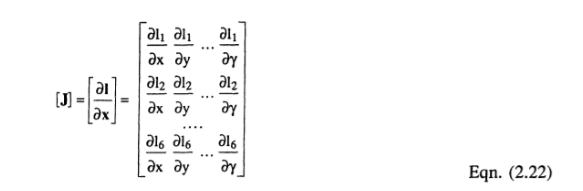 [J] = [∂l/∂x] = [∂l₁/∂x ∂l₁/∂y ... ∂l₁/∂γ
∂l₂/∂x ∂l₂/∂y ... ∂l₂/∂γ
....
∂l₆/∂x ∂l₆/∂y ... ∂l₆/∂γ]
Eqn. (2.22)